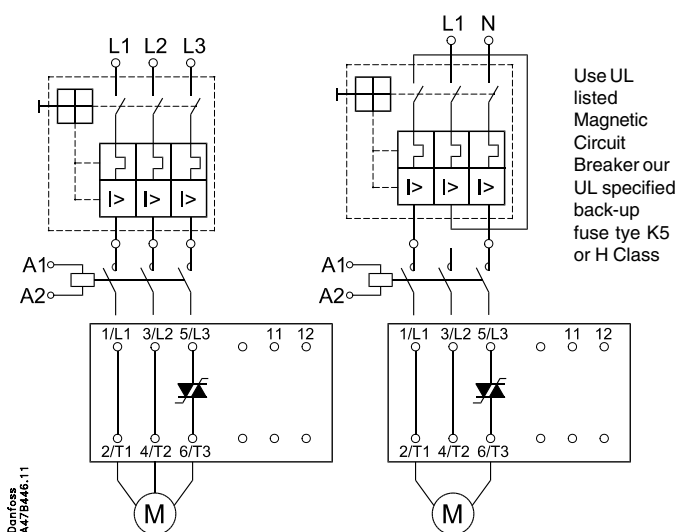 L1 L2 L3
I> I> I>
A1
A2
1/L1 3/L2 5/L3 11 12
2/T1 4/T2 6/T3
M
L1 N
I> I> I>
A1
A2
1/L1 3/L2 5/L3 11 12
2/T1 4/T2 6/T3
M
Use UL
listed
Magnetic
Circuit
Breaker our
UL specified
back-up
fuse tye K5
or H Class
Danfoss
A47B446.11